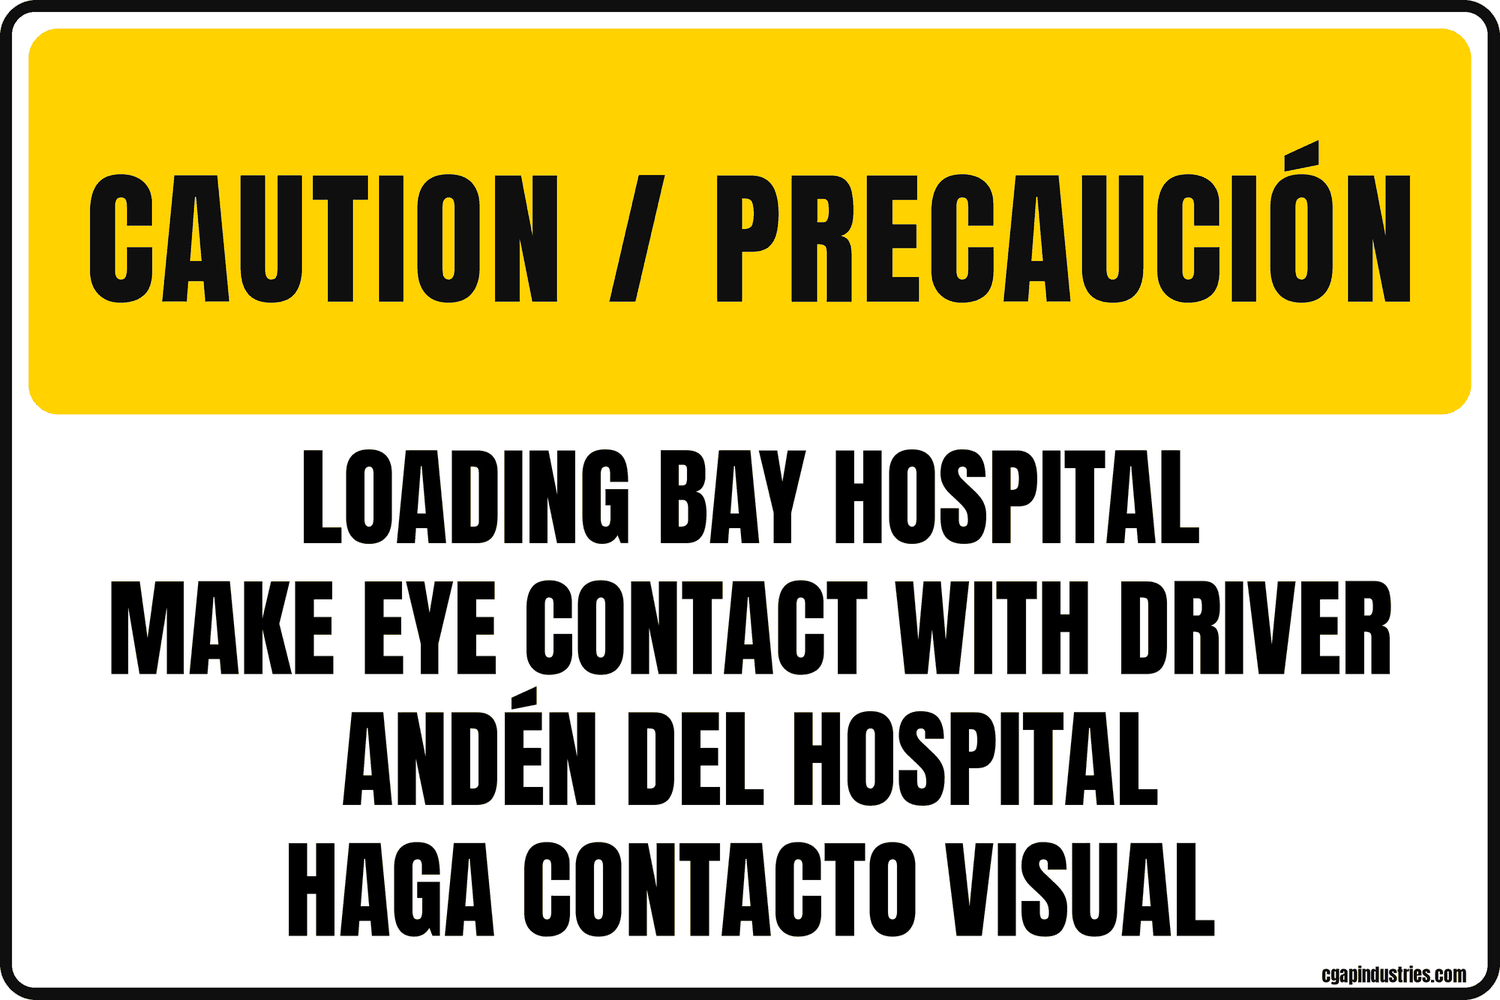 CAUTION / PRECAUCIÓN
LOADING BAY HOSPITAL
MAKE EYE CONTACT WITH DRIVER
ANDÉN DEL HOSPITAL
HAGA CONTACTO VISUAL
cgapindustries.com